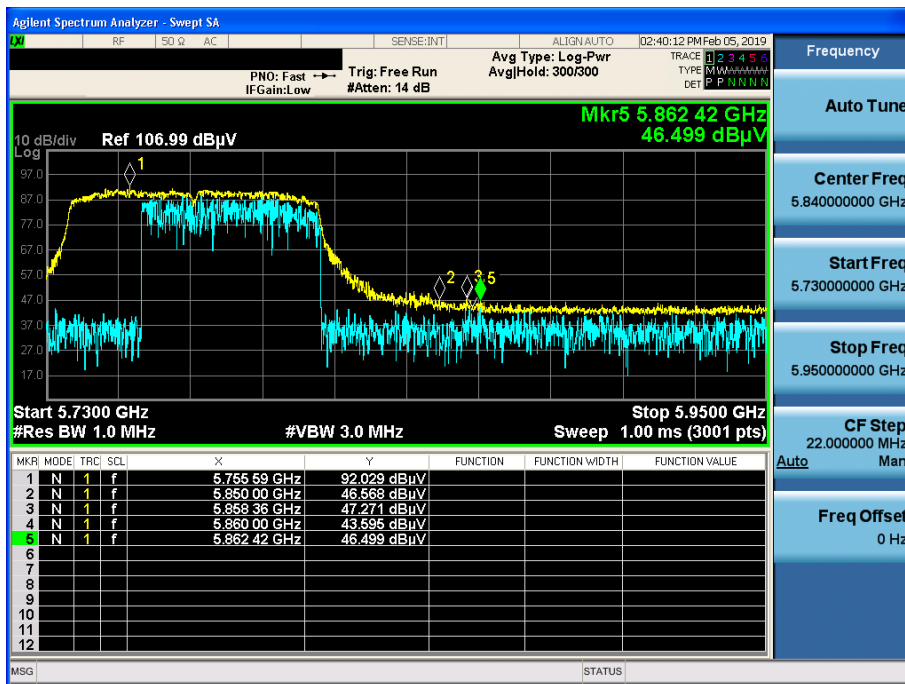 Agilent Spectrum Analyzer - Swept SA
LXI RF 50 Ω AC SENSE:INT ALIGN AUTO 02:40:12 PM Feb 05, 2019
Frequency
PNO: Fast
IFGain:Low
Trig: Free Run
#Atten: 14 dB
Avg Type: Log-Pwr
Avg|Hold: 300/300
TRACE 1 2 3 4 5 6
TYPE M W W W W W
DET P P N N N N
Auto Tune
Mkr5 5.862 42 GHz
46.499 dBµV
10 dB/div Ref 106.99 dBµV
Log
97.0
87.0
77.0
67.0
57.0
47.0
37.0
27.0
17.0
1
2
3
5
Center Freq
5.840000000 GHz
Start Freq
5.730000000 GHz
Stop Freq
5.950000000 GHz
Start 5.7300 GHz Stop 5.9500 GHz
#Res BW 1.0 MHz #VBW 3.0 MHz Sweep 1.00 ms (3001 pts)
CF Step
22.000000 MHz
Auto Man
Freq Offset
0 Hz
MKR MODE TRC SCL X Y FUNCTION FUNCTION WIDTH FUNCTION VALUE
1 N 1 f 5.755 59 GHz 92.029 dBµV
2 N 1 f 5.850 00 GHz 46.568 dBµV
3 N 1 f 5.858 36 GHz 47.271 dBµV
4 N 1 f 5.860 00 GHz 43.595 dBµV
5 N 1 f 5.862 42 GHz 46.499 dBµV
6
7
8
9
10
11
12
MSG STATUS